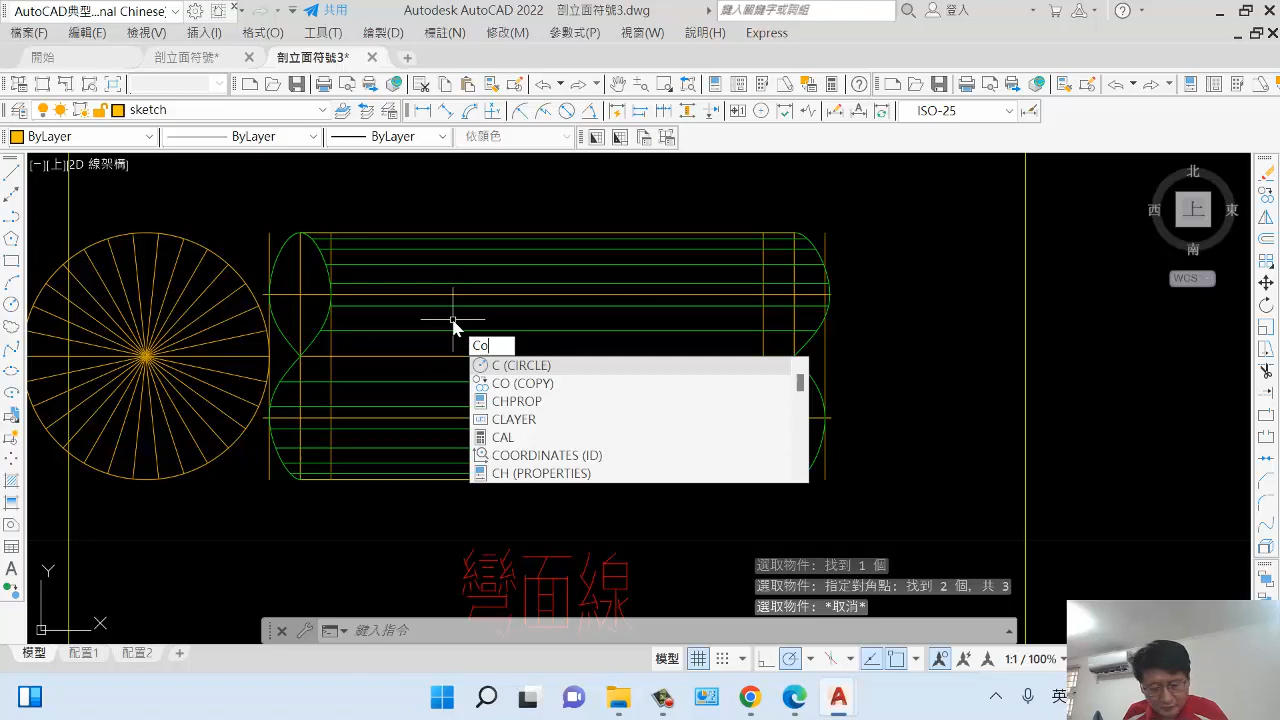 AutoCAD典型...nal Chinese
共用
Autodesk AutoCAD 2022 剖立面符號3.dwg
鍵入關鍵字或詞組
登入
檔案(F) 編輯(E) 檢視(V) 插入(I) 格式(O) 工具(T) 繪製(D) 標註(N) 修改(M) 參數式(P) 視窗(W) 說明(H) Express
開始 剖立面符號* 剖立面符號3*
sketch
ISO-25
ByLayer ByLayer ByLayer 依顏色
[−][上][2D 線架構]
北
西 上 東
南
WCS
Co
C (CIRCLE)
CO (COPY)
CHPROP
CLAYER
CAL
COORDINATES (ID)
CH (PROPERTIES)
彎面線
選取物件: 找到 1 個
選取物件: 指定對角點: 找到 2 個, 共 3
選取物件: *取消*
Y
X
鍵入指令
模型 配置1 配置2
模型
1:1 / 100%
英